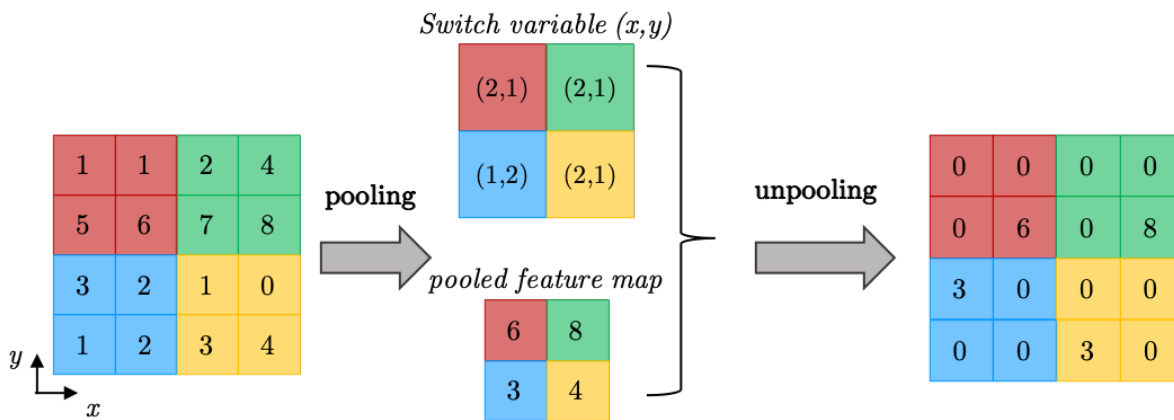 Switch variable (x,y)
(2,1) (2,1)
(1,2) (2,1)
1 1 2 4
5 6 7 8
3 2 1 0
1 2 3 4
y
x
pooling
pooled feature map
6 8
3 4
unpooling
0 0 0 0
0 6 0 8
3 0 0 0
0 0 3 0